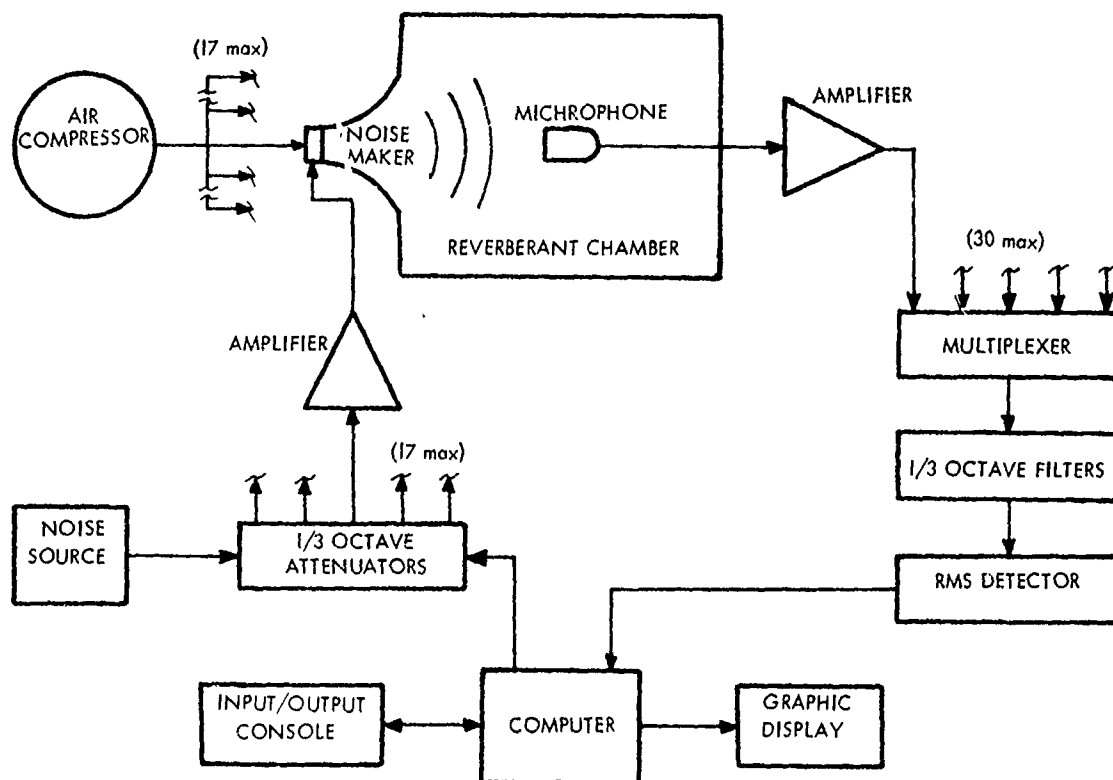 (17 max)
AIR
COMPRESSOR
NOISE
MAKER
MICHROPHONE
AMPLIFIER
REVERBERANT CHAMBER
(30 max)
AMPLIFIER
MULTIPLEXER
(17 max)
1/3 OCTAVE FILTERS
NOISE
SOURCE
1/3 OCTAVE
ATTENUATORS
RMS DETECTOR
INPUT/OUTPUT
CONSOLE
COMPUTER
GRAPHIC
DISPLAY